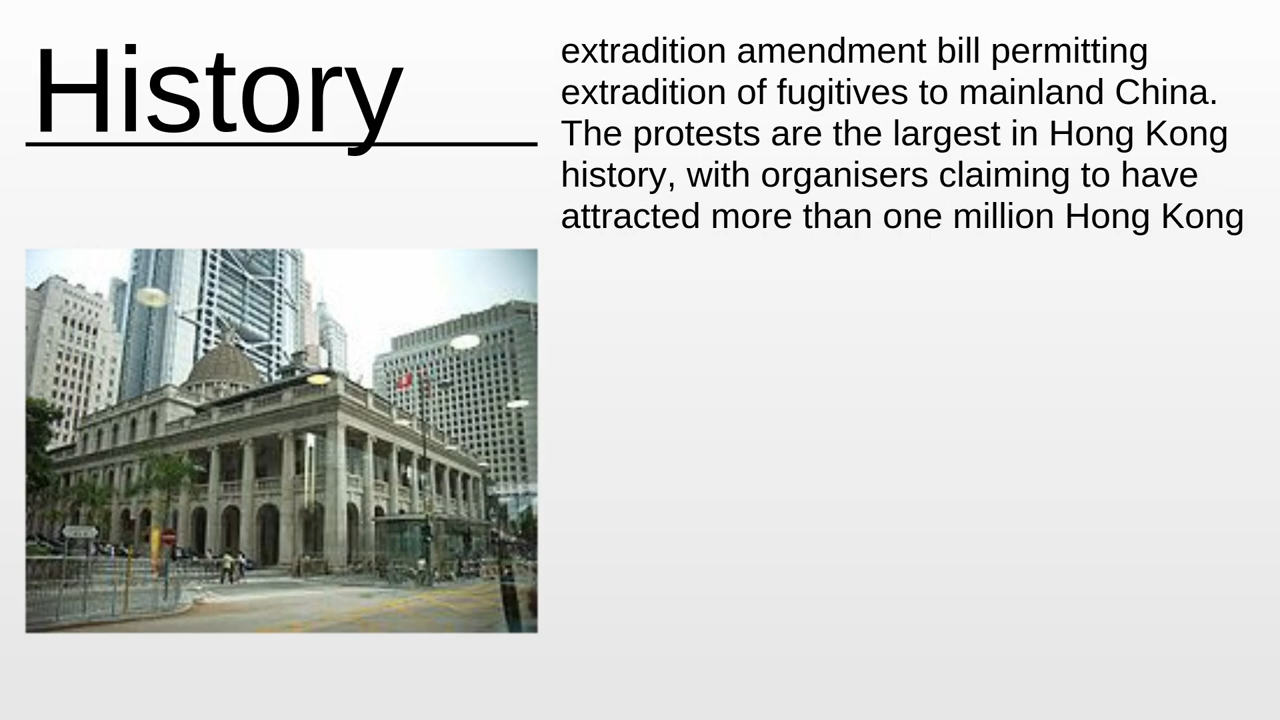 History
extradition amendment bill permitting
extradition of fugitives to mainland China.
The protests are the largest in Hong Kong
history, with organisers claiming to have
attracted more than one million Hong Kong